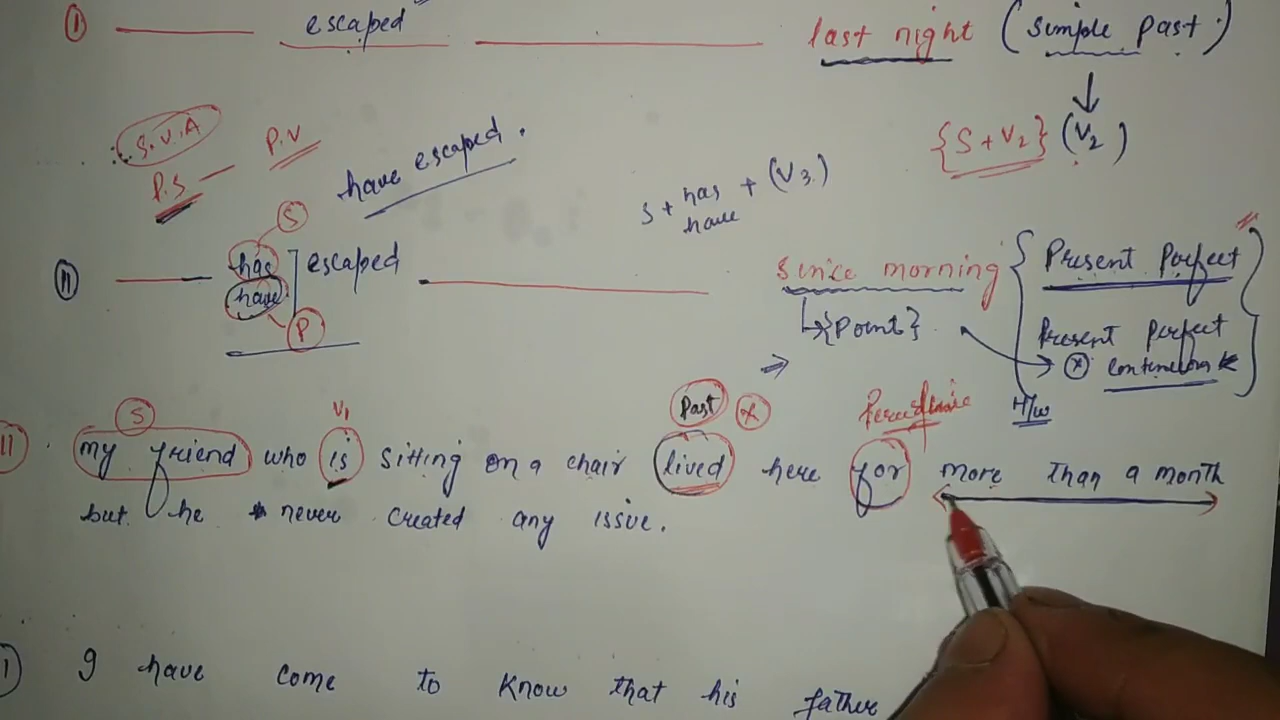 I escaped last night (simple past.)
S.V.A P.V {S + V2} (V2)
P.S have escaped.
S + has have + (V3)
S
II has have ] escaped since morning { Present Perfect }
P {Point} Present Perfect
continuous
H/w
S V1 Past
III. my friend who is sitting on a chair lived here for more than a month
but he never created any issue.
I have come to know that his father